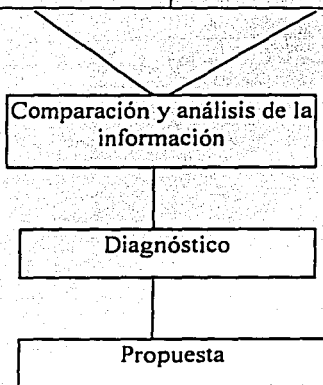 Comparación y análisis de la
información
Diagnóstico
Propuesta